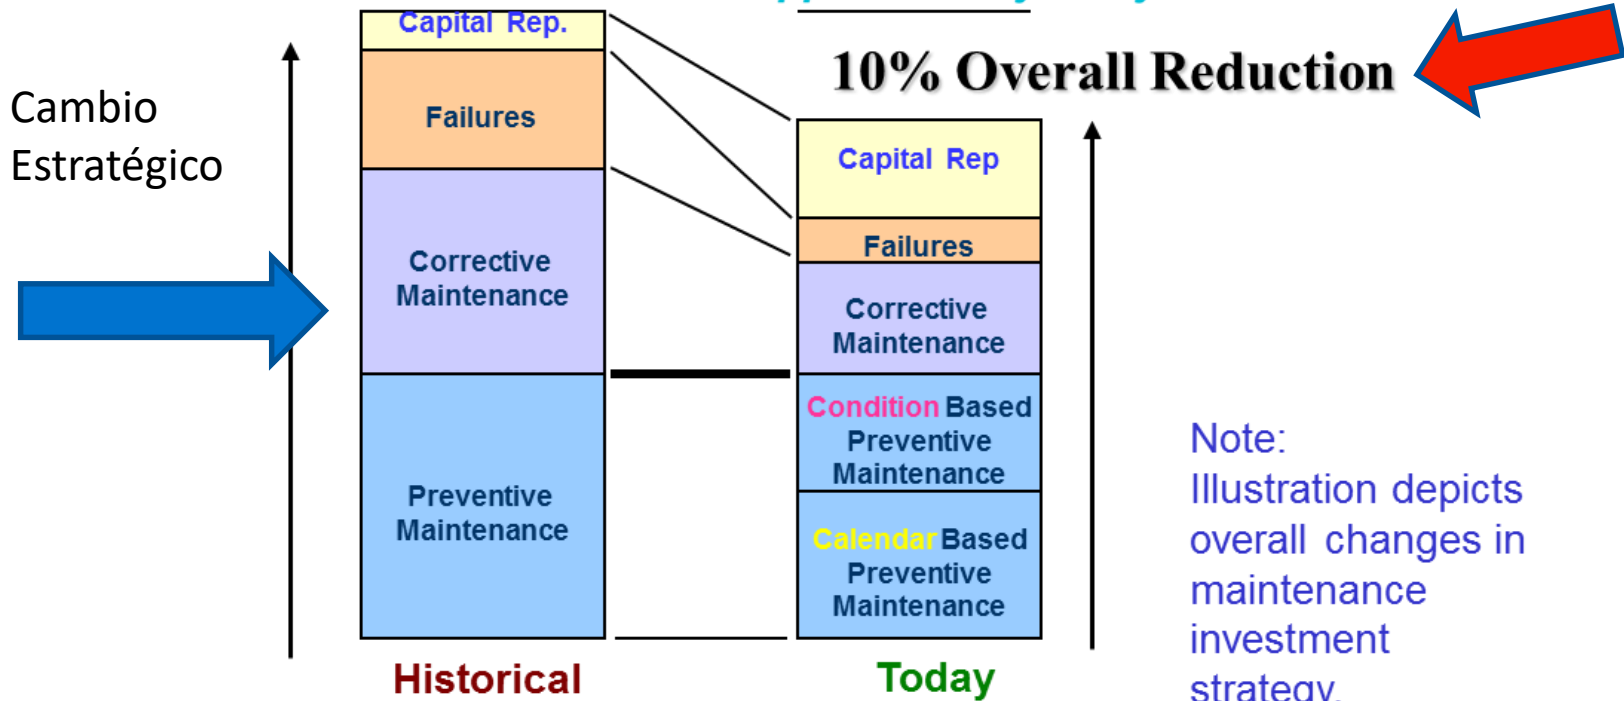 Capital Rep.
10% Overall Reduction
Cambio
Estratégico
Failures
Capital Rep
Failures
Corrective
Maintenance
Corrective
Maintenance
Condition Based
Preventive
Maintenance
Preventive
Maintenance
Calendar Based
Preventive
Maintenance
Note:
Illustration depicts
overall changes in
maintenance
investment
strategy.
Historical
Today